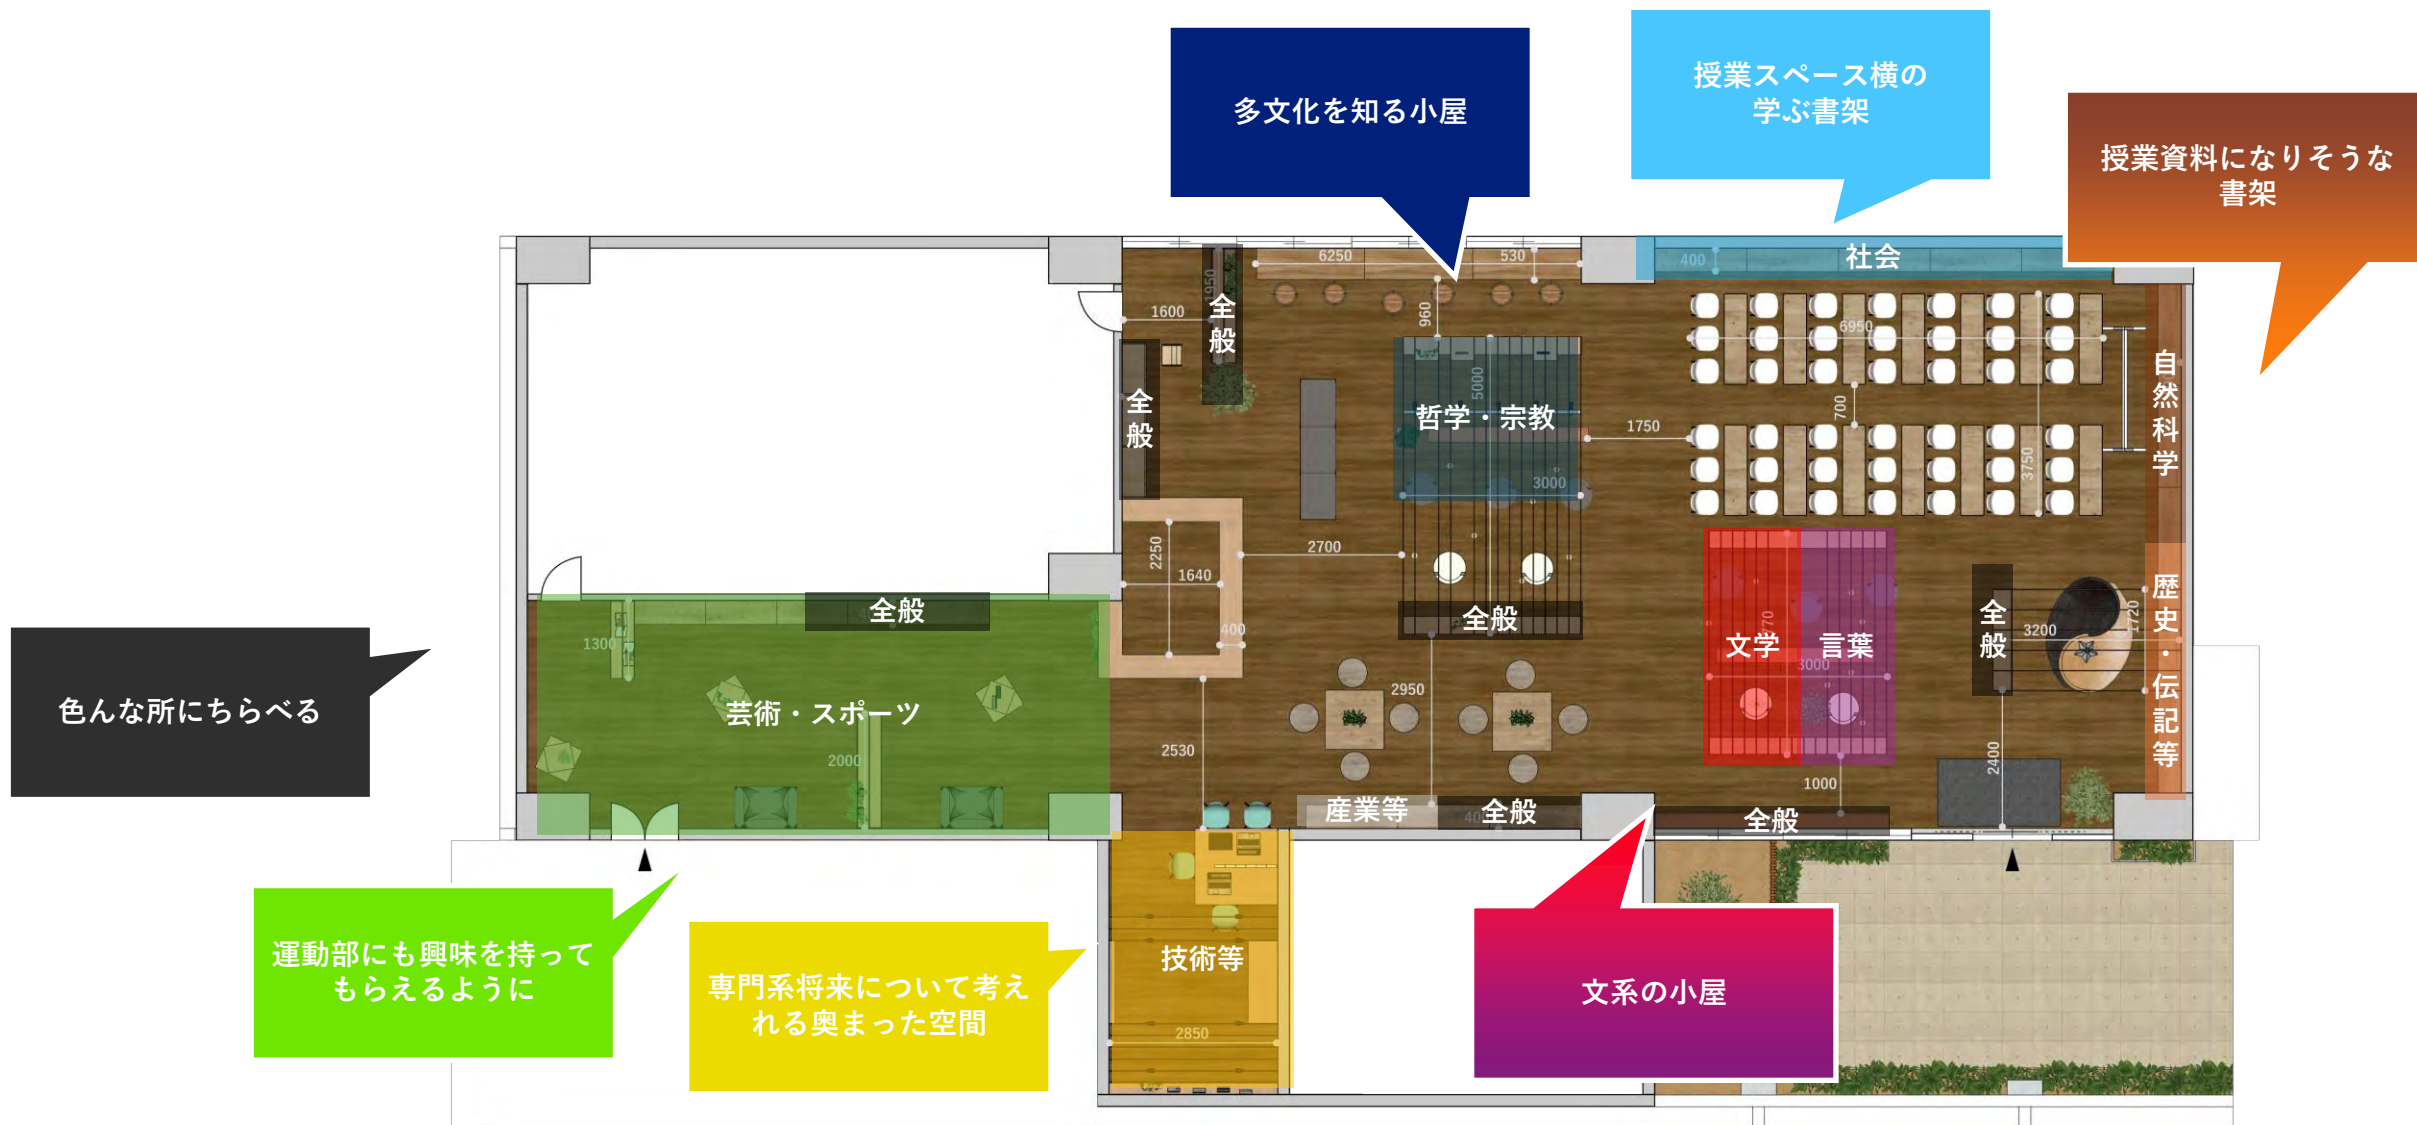 多文化を知る小屋
授業スペース横の
学ぶ書架
授業資料になりそうな
書架
6250
530
400
社会
1950
全般
1600
960
6950
5000
全般
哲学・宗教
700
1750
自然科学
3750
3000
2250
2700
1640
全般
400
全般
1300
芸術・スポーツ
2000
色んな所にちらべる
2530
2950
文学
言葉
3000
全般
3200
1720
歴史・伝記等
2400
1000
産業等
全般
全般
運動部にも興味を持って
もらえるように
専門系将来について考え
れる奥まった空間
技術等
2850
文系の小屋